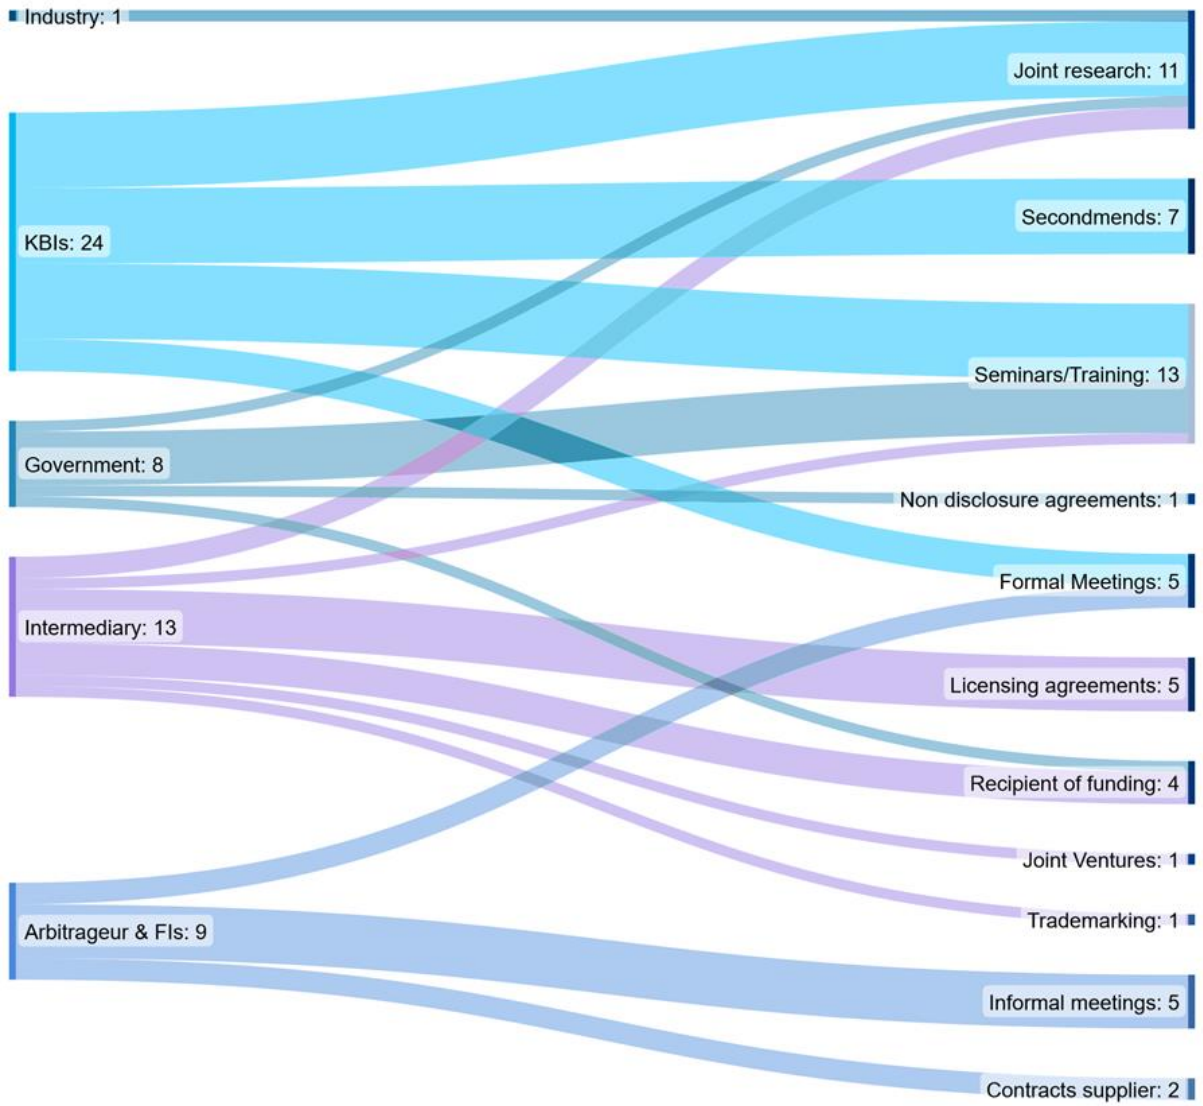 Industry: 1
KBIs: 24
Government: 8
Intermediary: 13
Arbitrageur & FIs: 9
Joint research: 11
Secondmends: 7
Seminars/Training: 13
Non disclosure agreements: 1
Formal Meetings: 5
Licensing agreements: 5
Recipient of funding: 4
Joint Ventures: 1
Trademarking: 1
Informal meetings: 5
Contracts supplier: 2